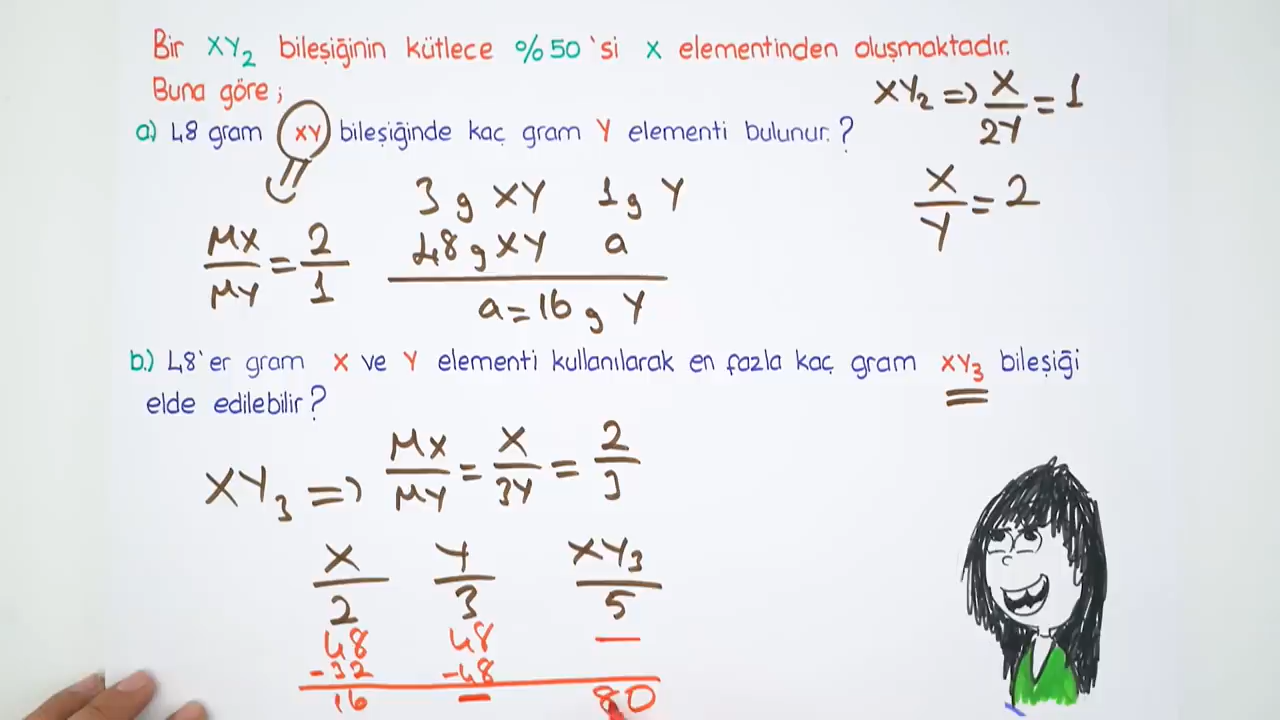 Bir XY2 bileşiğinin kütlece %50'si X elementinden oluşmaktadır.
Buna göre;
XY2 => X/2Y = 1
X/Y = 2
a) 48 gram XY bileşiğinde kaç gram Y elementi bulunur.?
3 g XY 1g Y
48 g XY a
a=16 g Y
MX/MY = 2/1
b.) 48'er gram X ve Y elementi kullanılarak en fazla kaç gram XY3 bileşiği
elde edilebilir?
XY3 => MX/MY = X/3Y = 2/3
X Y XY3
2 3 5
48 48 —
-32 -48
16 — 80